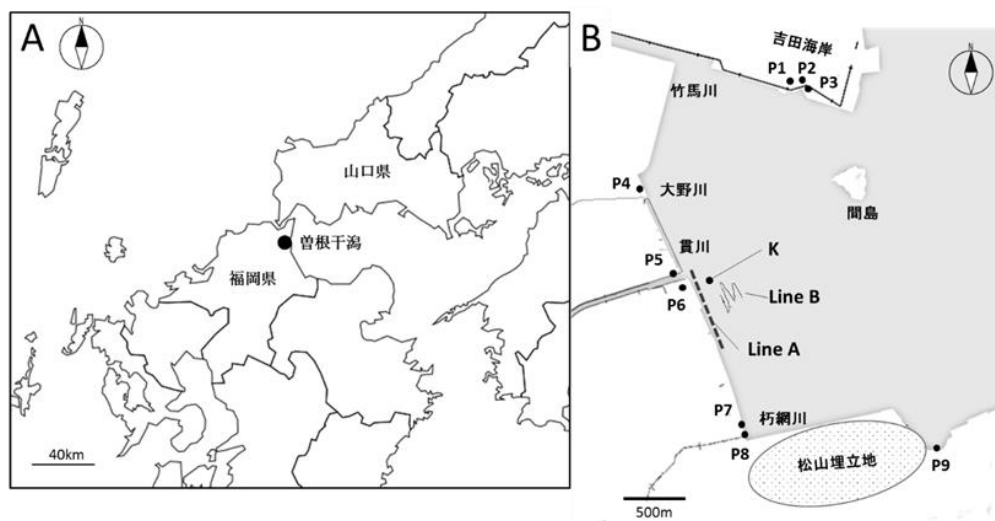 A
N
山口県
曽根干潟
福岡県
40km
B
N
吉田海岸
P1
P2
P3
竹馬川
P4
大野川
間島
貫川
P5
K
P6
Line B
Line A
P7
朽網川
P8
松山埋立地
P9
500m